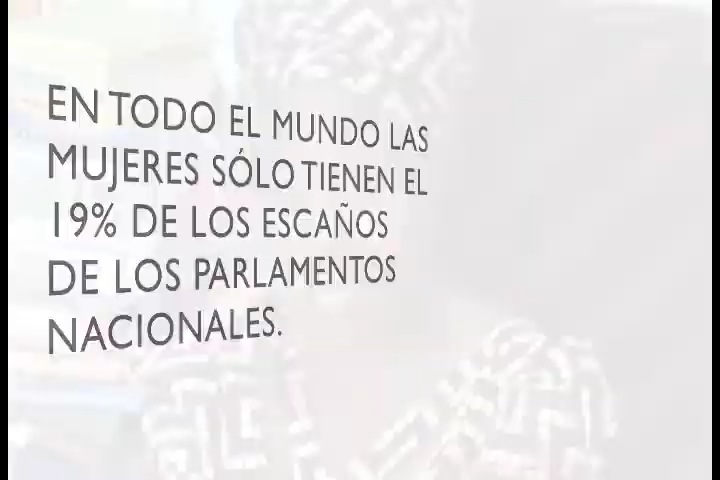 EN TODO EL MUNDO LAS
MUJERES SÓLO TIENEN EL
19% DE LOS ESCAÑOS
DE LOS PARLAMENTOS
NACIONALES.